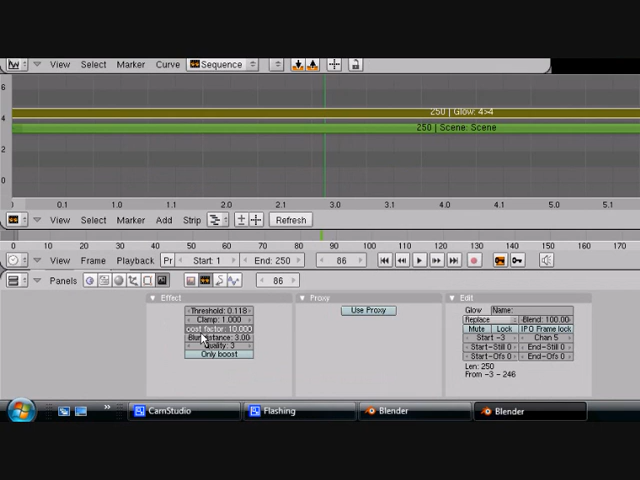 View Select Marker Curve Sequence
6
250 | Glow: 4>4
4
250 | Scene: Scene
2
0
0.1 1.0 1.1 2.0 2.1 3.0 3.1 4.0 4.1 5.0 5.1
View Select Marker Add Strip Refresh
0 10 20 30 40 50 60 70 80 90 100 110 120 130 140 150 160 170
View Frame Playback Pr Start: 1 End: 250 86
Panels 86
Effect
Threshold: 0.118
Clamp: 1.000
oost factor: 10.000
Blur distance: 3.00
Quality: 3
Only boost
Proxy
Use Proxy
Edit
Glow Name:
Replace Blend: 100.00
Mute Lock IPO Frame lock
Start -3 Chan 5
Start-Still 0 End-Still 0
Start-Ofs 0 End-Ofs 0
Len: 250
From -3 - 246
CamStudio Flashing Blender Blender